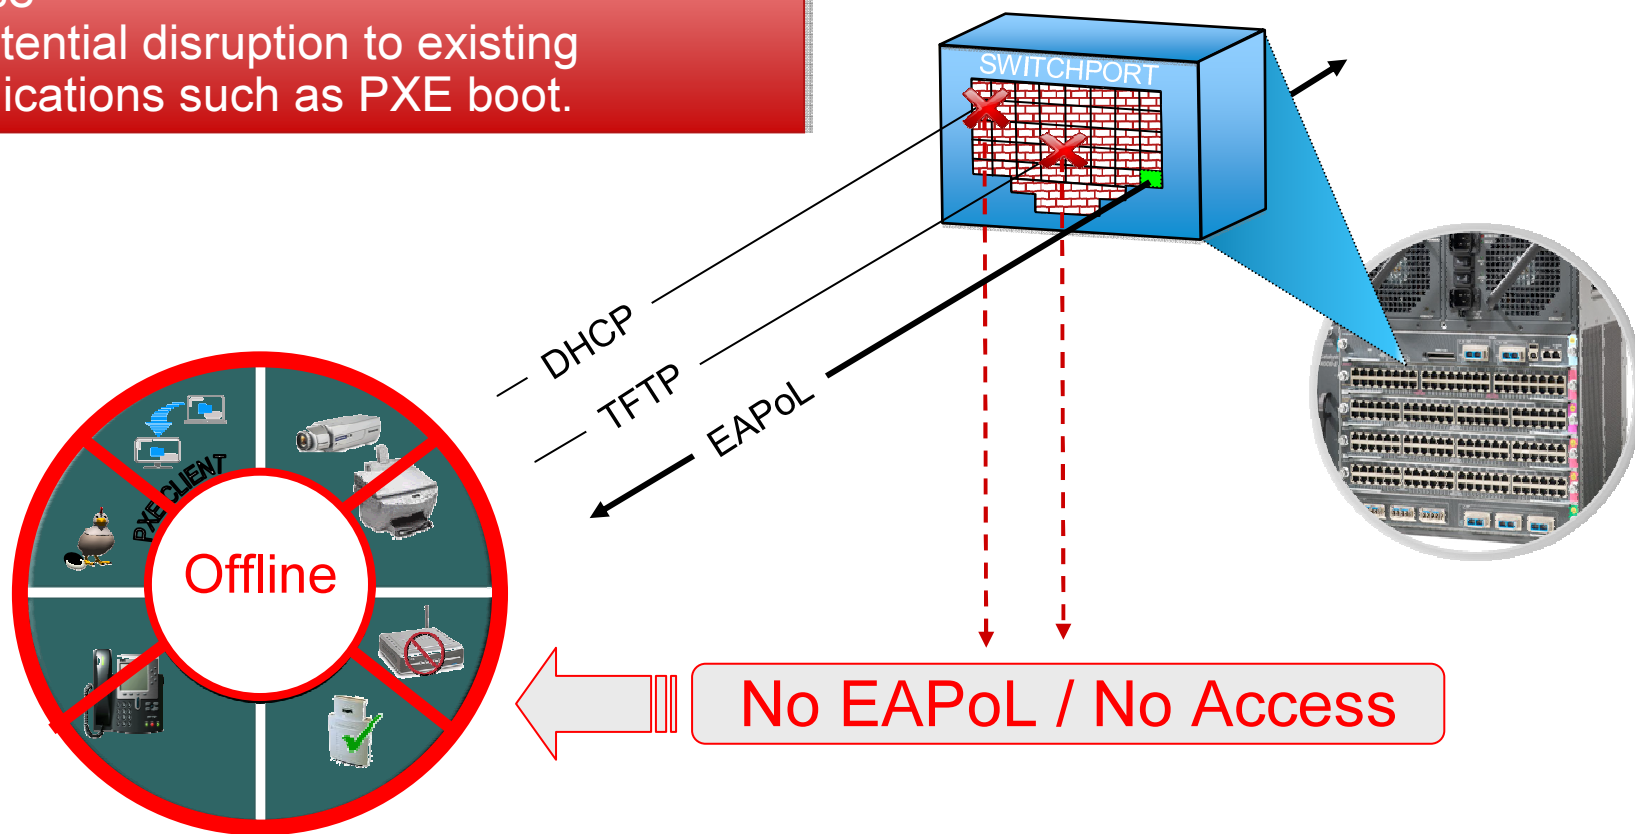 tential disruption to existing
ications such as PXE boot.
SWITCHPORT
DHCP
TFTP
EAPoL
PXE CLIENT
Offline
No EAPoL / No Access